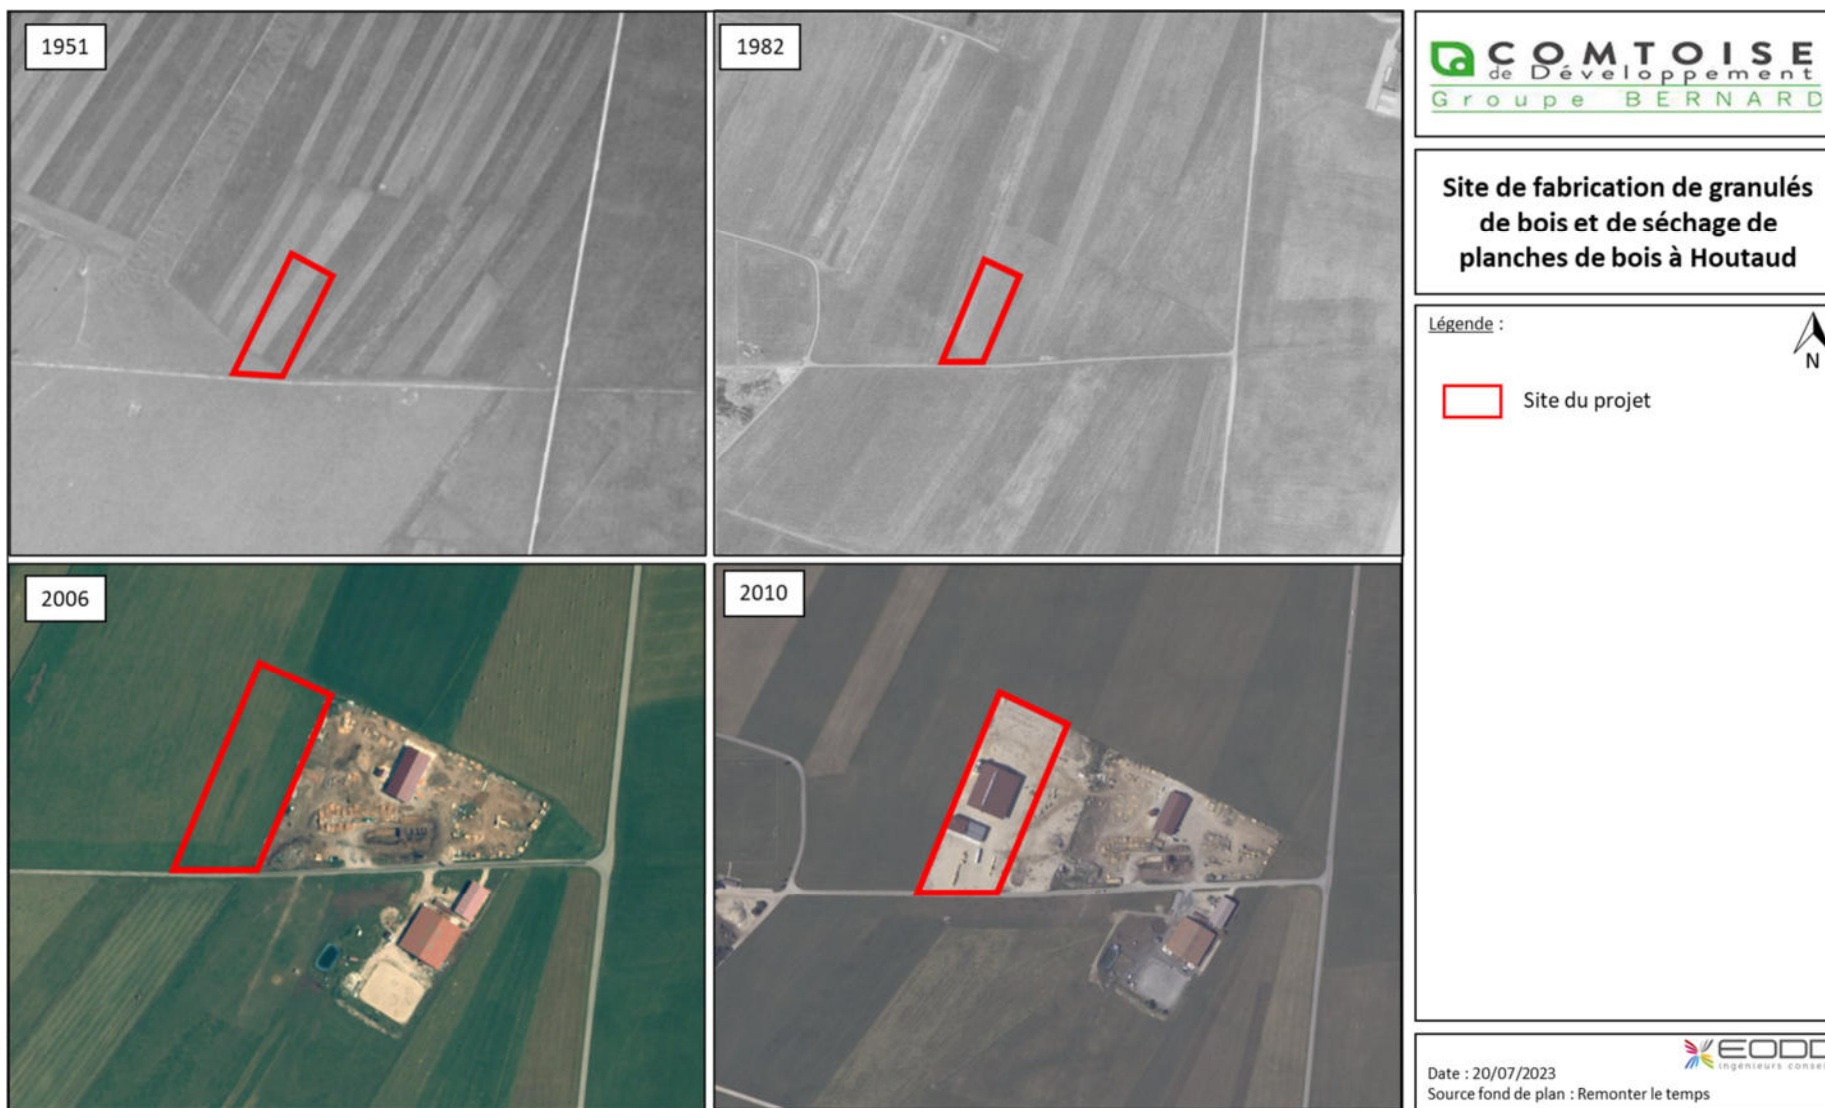 1951
1982
2006
2010
COMTOISE
de Développement
Groupe BERNARD
Site de fabrication de granulés
de bois et de séchage de
planches de bois à Houtaud
Légende :
N
Site du projet
EODD
ingénieurs conseil
Date : 20/07/2023
Source fond de plan : Remonter le temps